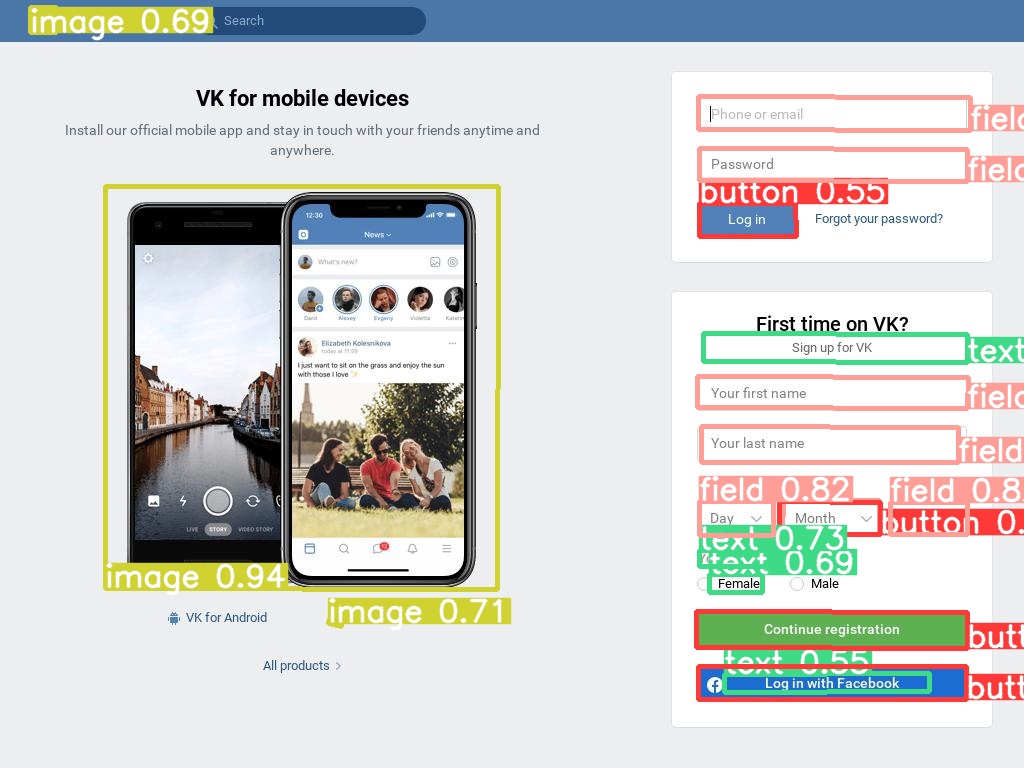 image 0.69
Search
VK for mobile devices
Install our official mobile app and stay in touch with your friends anytime and
anywhere.
12:30
News
What's new?
David
Alexey
Evgeny
Violetta
Elizabeth Kolesnikova
today at 11:59
I just want to sit on the grass and enjoy the sun
with those I love ✨
LIVE
STORY
VIDEO STORY
image 0.94
image 0.71
VK for Android
All products
Phone or email
field
Password
field
button 0.55
Log in
Forgot your password?
First time on VK?
Sign up for VK
text
Your first name
field
Your last name
field
field 0.82
field 0.8
Day
Month
button 0.
text 0.73
text 0.69
Female
Male
Continue registration
butt
text 0.55
Log in with Facebook
butt